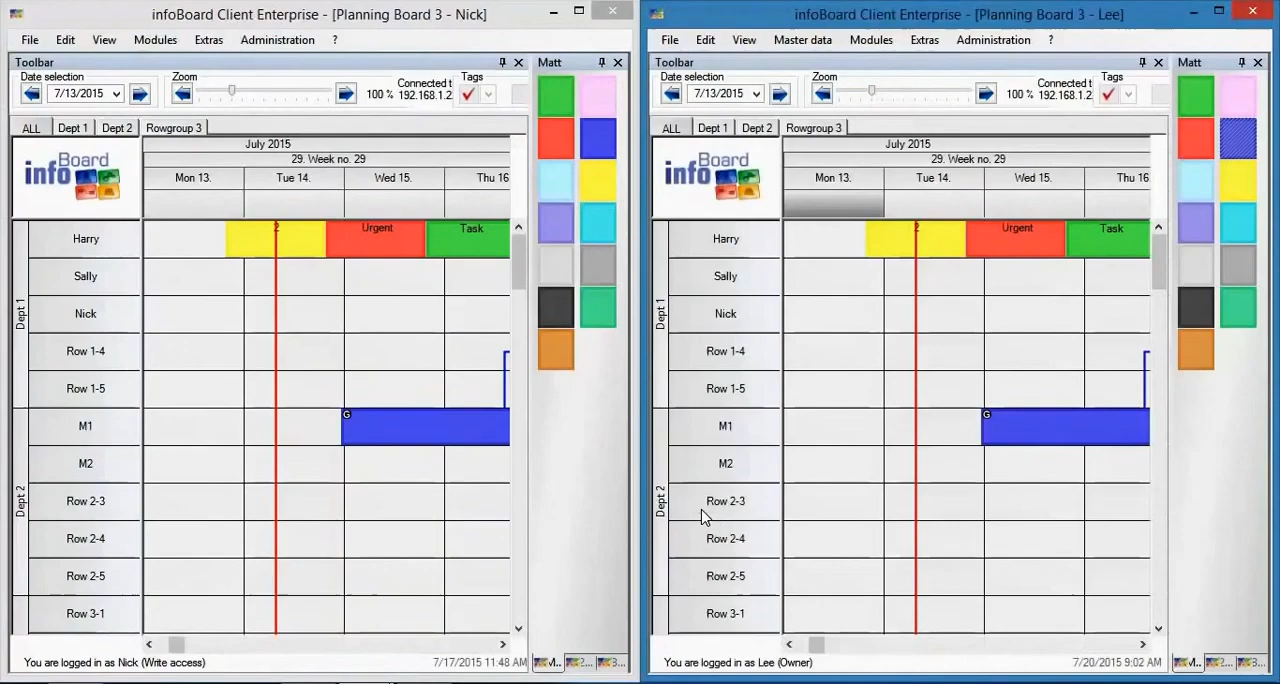 infoBoard Client Enterprise - [Planning Board 3 - Nick]
File Edit View Modules Extras Administration ?
Toolbar
Matt
Date selection
Zoom
Connected t
Tags
7/13/2015
100 %
192.168.1.2
ALL Dept 1 Dept 2 Rowgroup 3
infoBoard
July 2015
29. Week no. 29
Mon 13. Tue 14. Wed 15. Thu 16
Dept 1
Harry
2
Urgent
Task
Sally
Nick
Row 1-4
Row 1-5
Dept 2
M1
G
M2
Row 2-3
Row 2-4
Row 2-5
Row 3-1
You are logged in as Nick (Write access)
7/17/2015 11:48 AM
M... 2... 3...
infoBoard Client Enterprise - [Planning Board 3 - Lee]
File Edit View Master data Modules Extras Administration ?
Toolbar
Matt
Date selection
Zoom
Connected t
Tags
7/13/2015
100 %
192.168.1.2
ALL Dept 1 Dept 2 Rowgroup 3
infoBoard
July 2015
29. Week no. 29
Mon 13. Tue 14. Wed 15. Thu 16
Dept 1
Harry
2
Urgent
Task
Sally
Nick
Row 1-4
Row 1-5
Dept 2
M1
G
M2
Row 2-3
Row 2-4
Row 2-5
Row 3-1
You are logged in as Lee (Owner)
7/20/2015 9:02 AM
M... 2... 3...